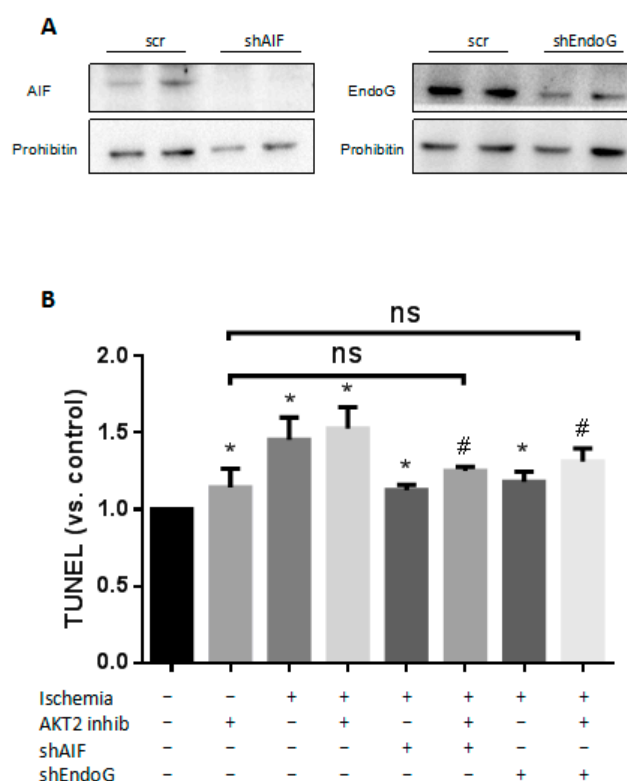 A
scr shAIF scr shEndoG
AIF EndoG
Prohibitin Prohibitin
B
ns
ns
2.0
1.5
1.0
0.5
0.0
TUNEL (vs. control)
* * * * # * #
Ischemia − − + + + + + +
AKT2 inhib − + − + − + − +
shAIF − − − − + + − −
shEndoG − − − − − − + +